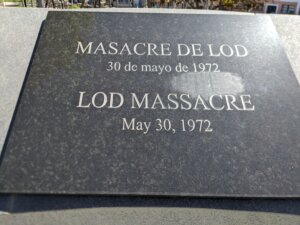 MASACRE DE LOD
30 de mayo de 1972
LOD MASSACRE
May 30, 1972